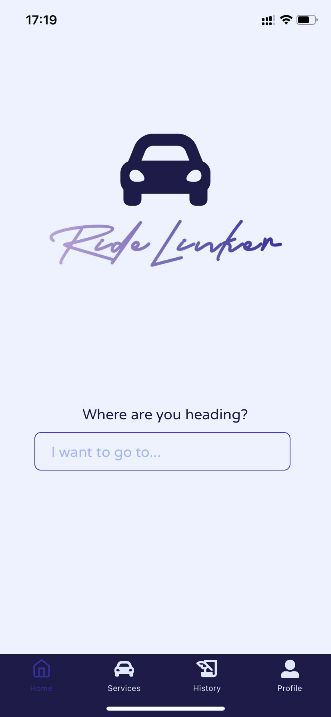 17:19
Ride Linker
Where are you heading?
I want to go to...
Home Services History Profile